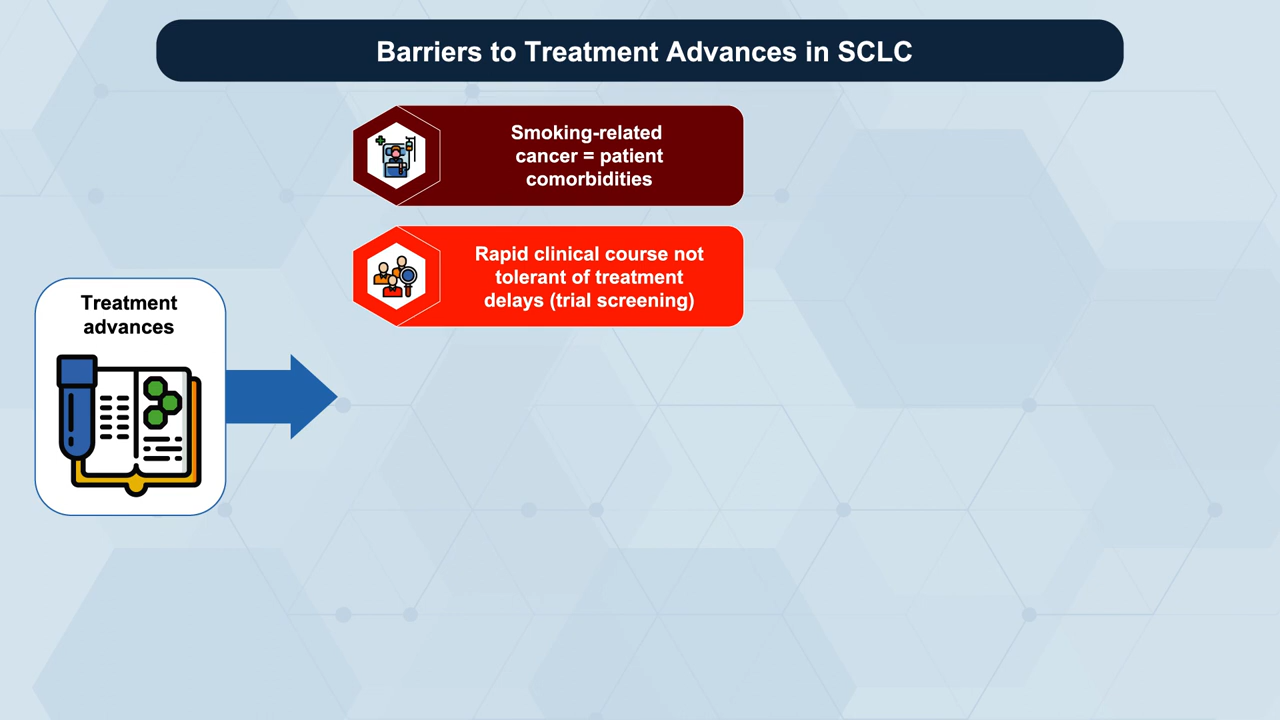 Barriers to Treatment Advances in SCLC
Smoking-related
cancer = patient
comorbidities
Rapid clinical course not
tolerant of treatment
delays (trial screening)
Treatment
advances